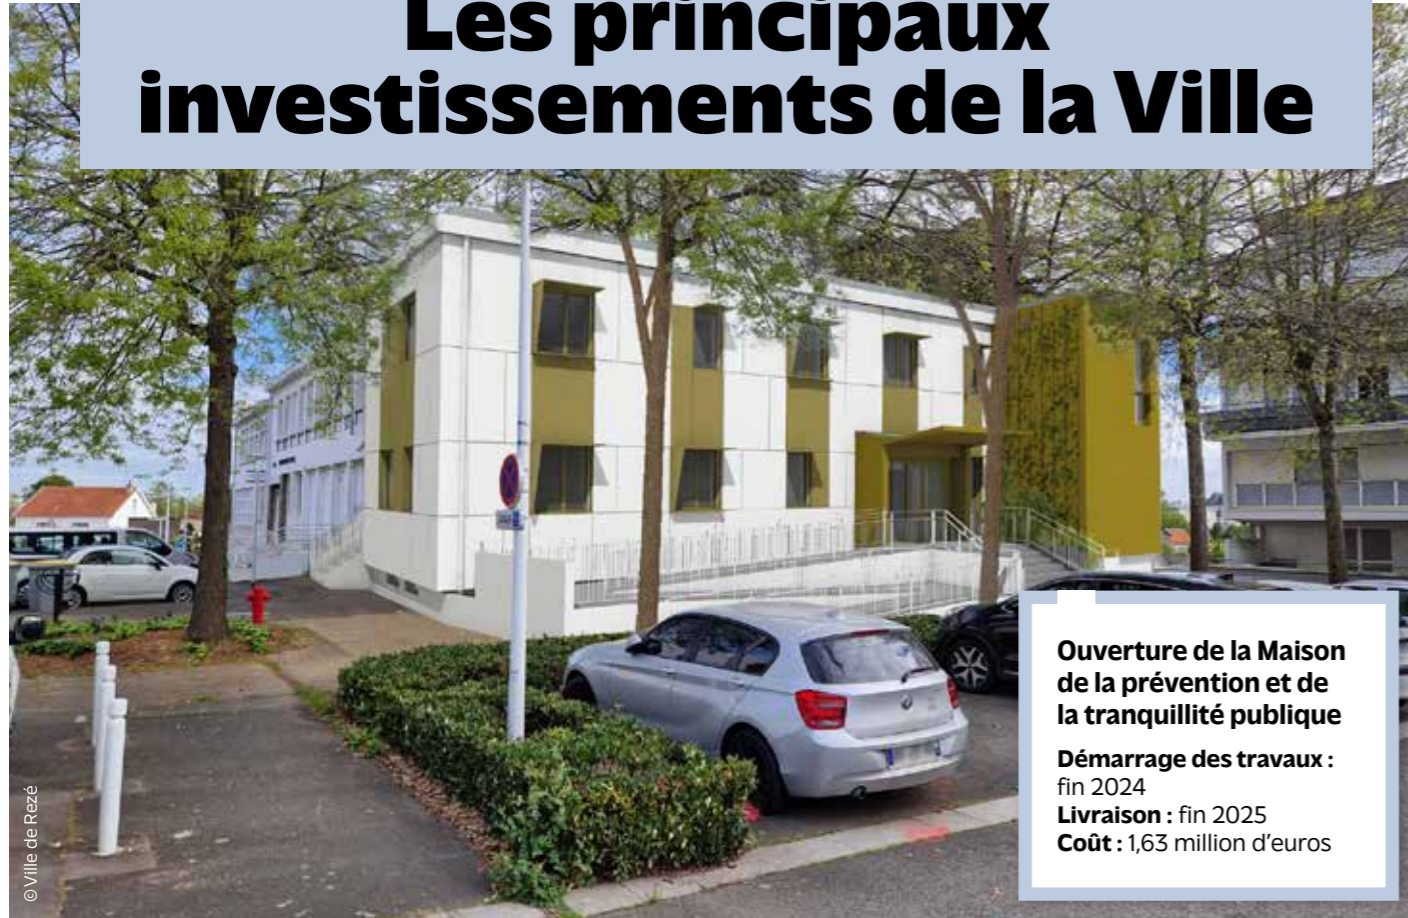 Les principaux
investissements de la Ville
Ouverture de la Maison
de la prévention et de
la tranquillité publique
Démarrage des travaux :
fin 2024
Livraison : fin 2025
Coût : 1,63 million d'euros
© Ville de Rezé